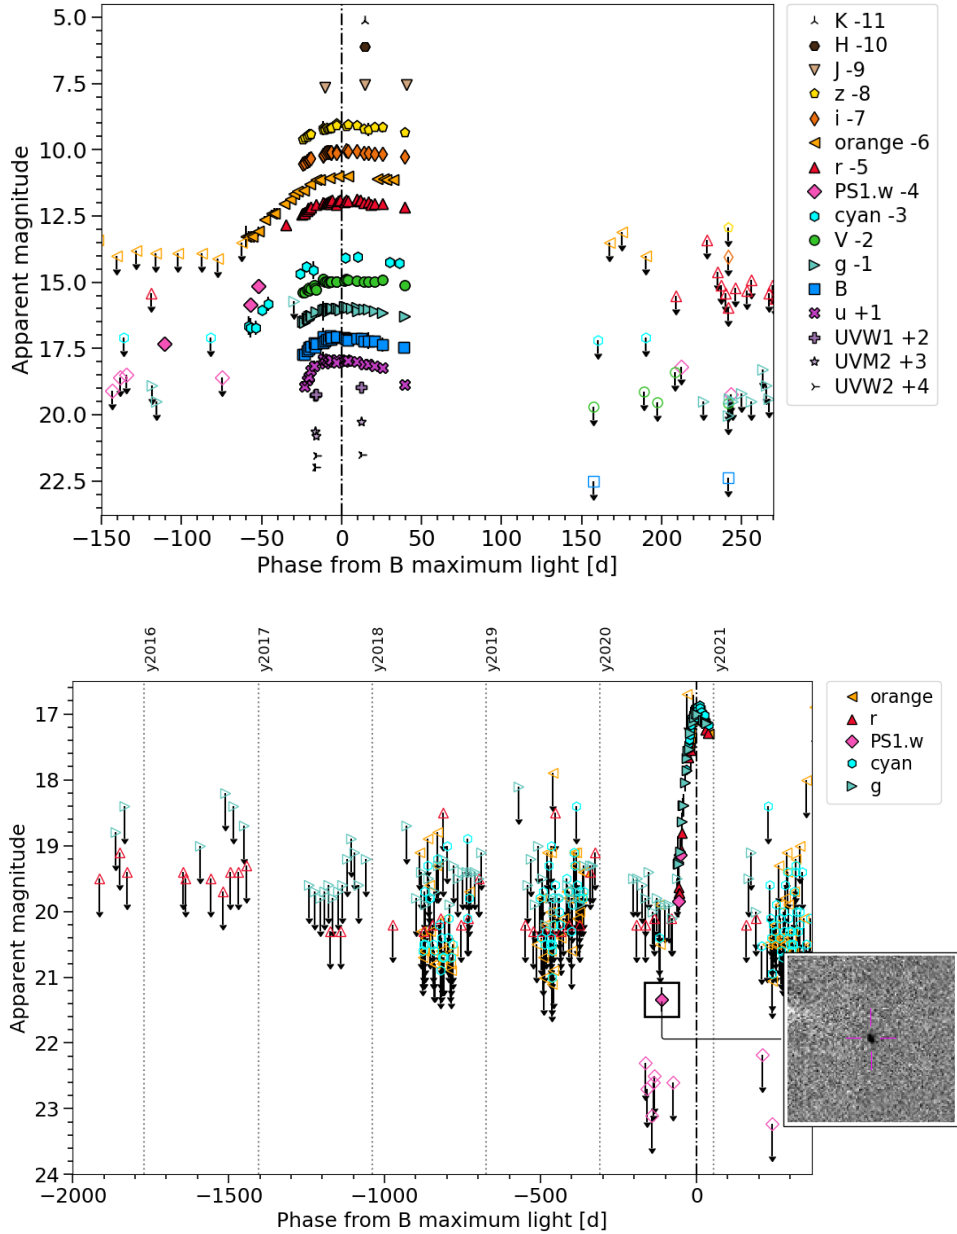 5.0
7.5
10.0
12.5
15.0
17.5
20.0
22.5
Apparent magnitude
−150 −100 −50 0 50 100 150 200 250
Phase from B maximum light [d]
K -11
H -10
J -9
z -8
i -7
orange -6
r -5
PS1.w -4
cyan -3
V -2
g -1
B
u +1
UVW1 +2
UVM2 +3
UVW2 +4
y2016
y2017
y2018
y2019
y2020
y2021
17
18
19
20
21
22
23
24
Apparent magnitude
−2000 −1500 −1000 −500 0
Phase from B maximum light [d]
orange
r
PS1.w
cyan
g